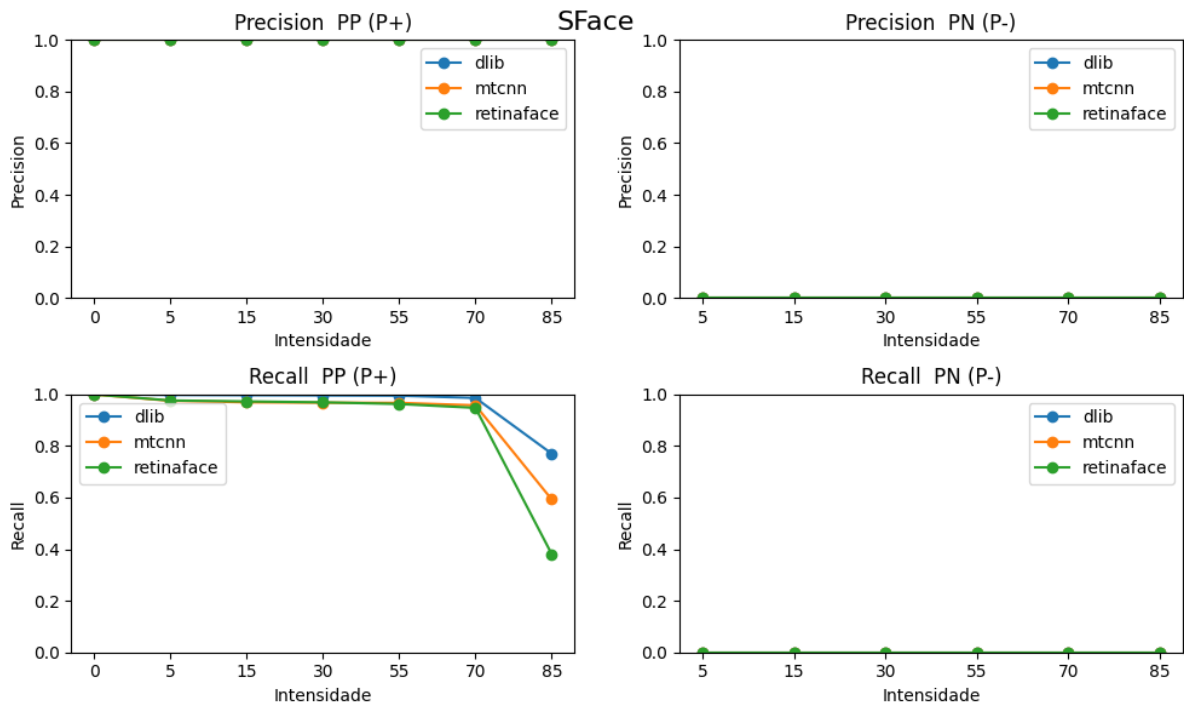 SFace
Precision PP (P+)
1.0
0.8
0.6
0.4
0.2
0.0
Precision
dlib
mtcnn
retinaface
0 5 15 30 55 70 85
Intensidade
Precision PN (P-)
1.0
0.8
0.6
0.4
0.2
0.0
Precision
dlib
mtcnn
retinaface
5 15 30 55 70 85
Intensidade
Recall PP (P+)
1.0
0.8
0.6
0.4
0.2
0.0
Recall
dlib
mtcnn
retinaface
0 5 15 30 55 70 85
Intensidade
Recall PN (P-)
1.0
0.8
0.6
0.4
0.2
0.0
Recall
dlib
mtcnn
retinaface
5 15 30 55 70 85
Intensidade